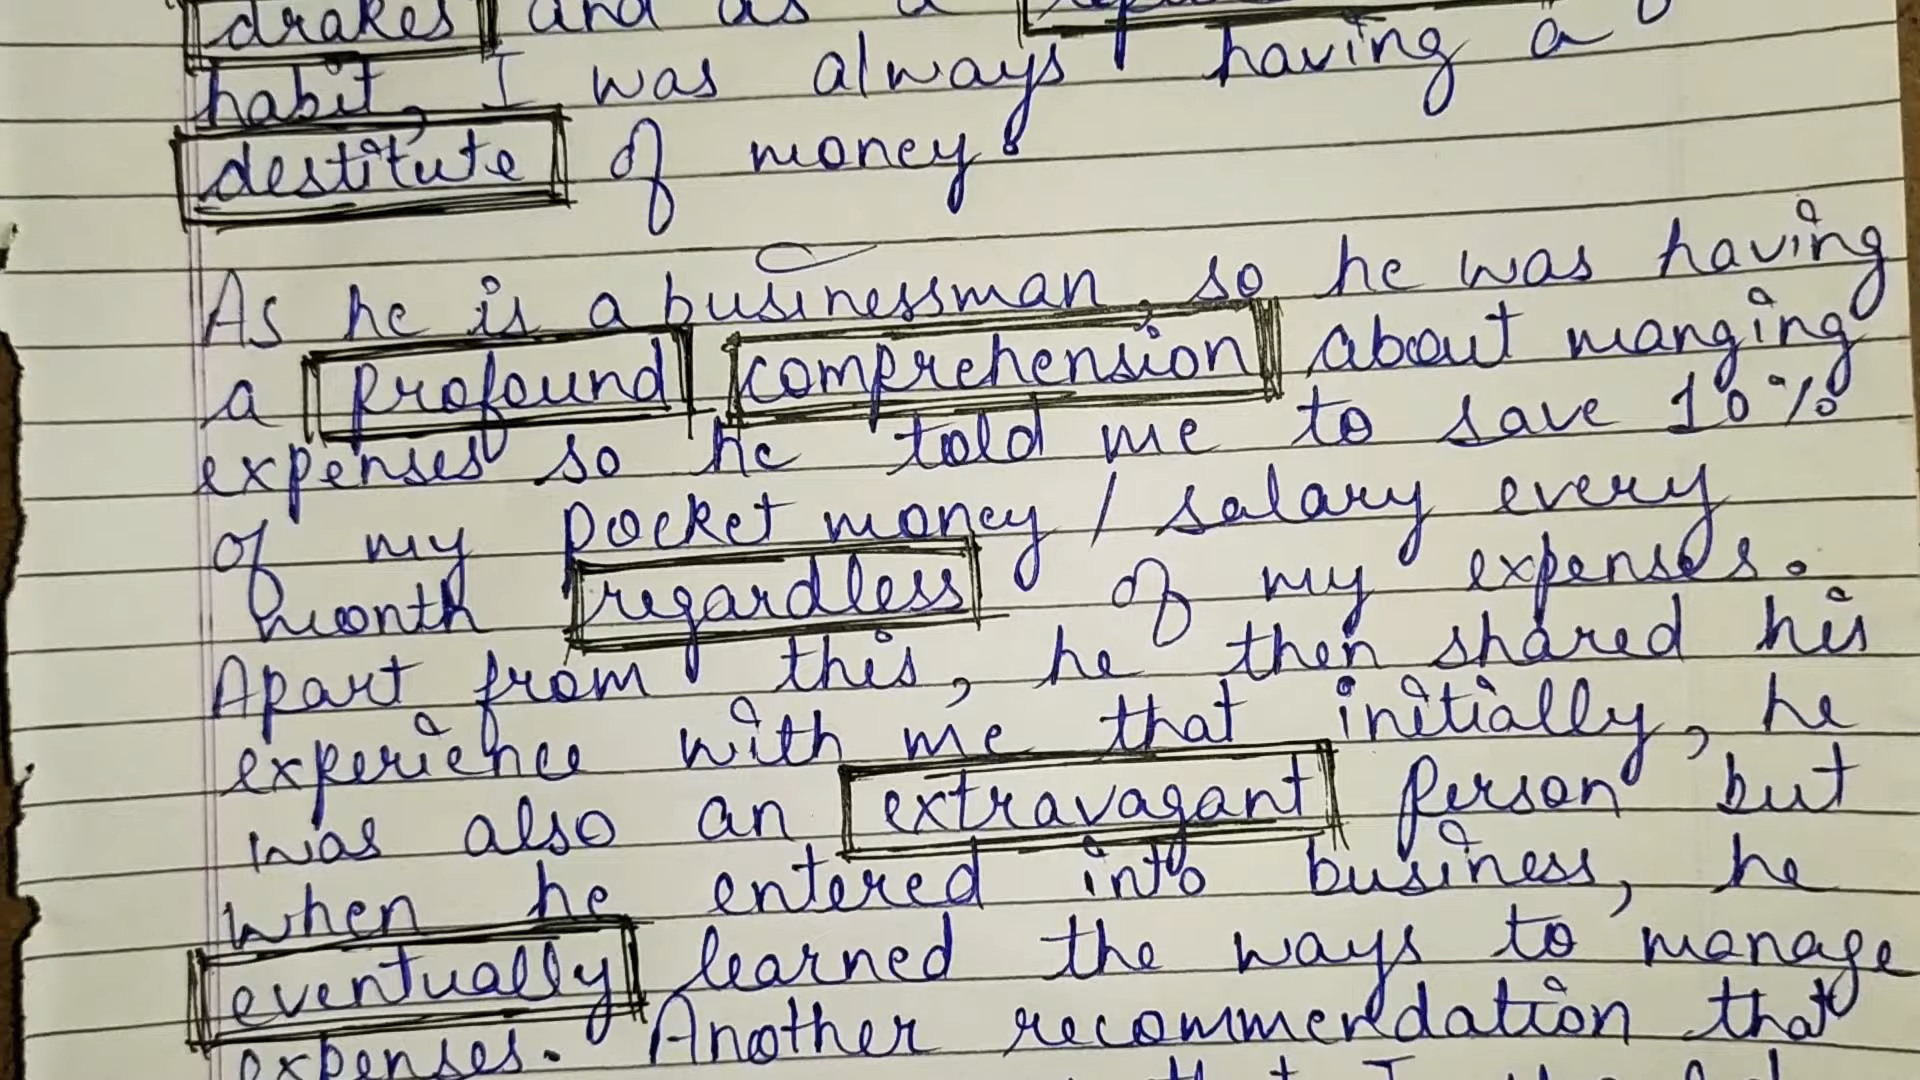 drakes and as a
habit, I was always having a
destitute of money.
As he is a businessman, so he was having
a profound comprehension about manging
expenses so he told me to save 10%
of my pocket money / salary every
month regardless of my expenses.
Apart from this, he then shared his
experience with me that initially, he
was also an extravagant person but
when he entered into business, he
eventually learned the ways to manage
expenses. Another recommendation that